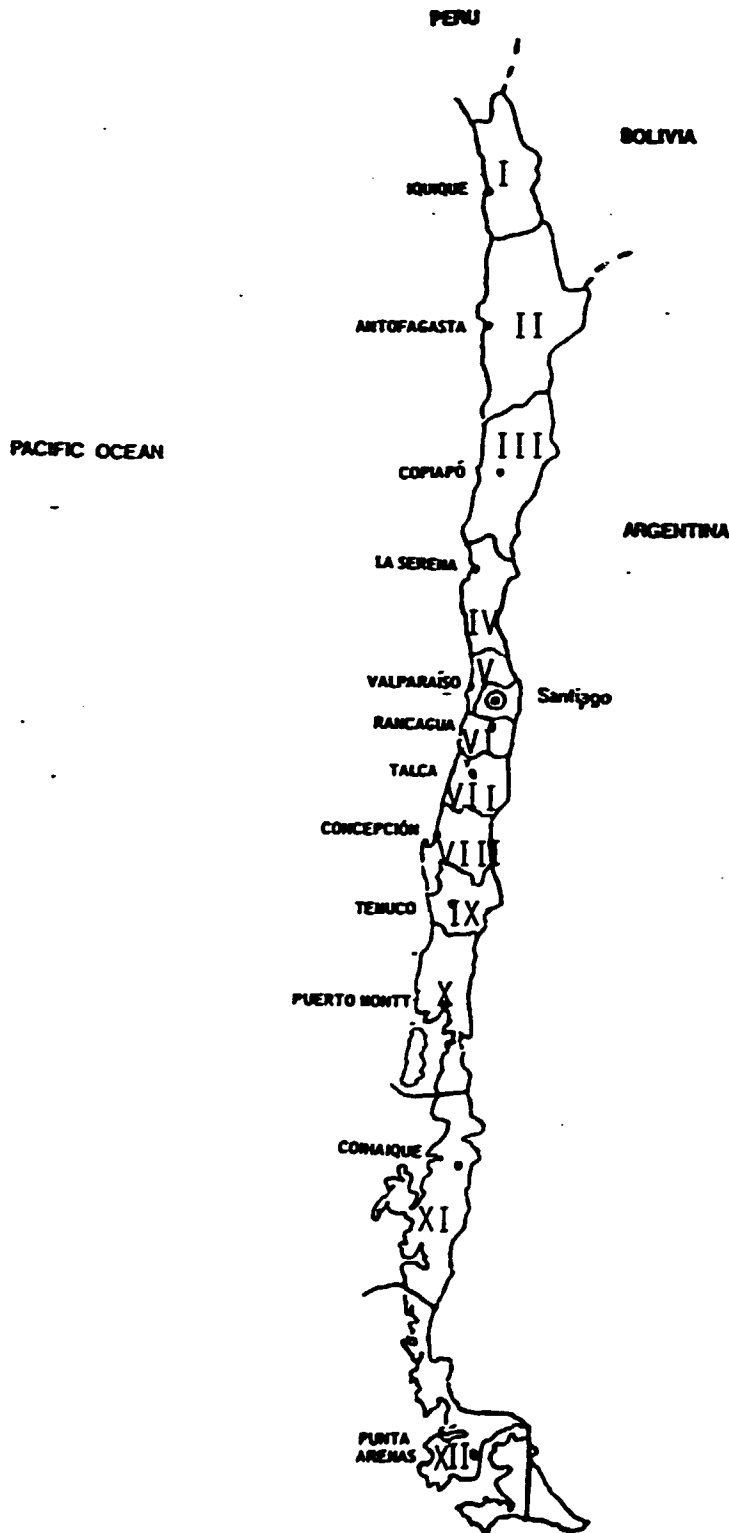 PERU
BOLIVIA
I
IQUIQUE
II
ANTOFAGASTA
III
PACIFIC OCEAN
COPIAPÓ
ARGENTINA
LA SERENA
IV
V
VALPARAÍSO
Santiago
RANCAGUA
VI
TALCA
VII
CONCEPCIÓN
VIII
TEMUCO
IX
PUERTO MONTT
X
COIHAIQUE
XI
PUNTA
ARENAS
XII